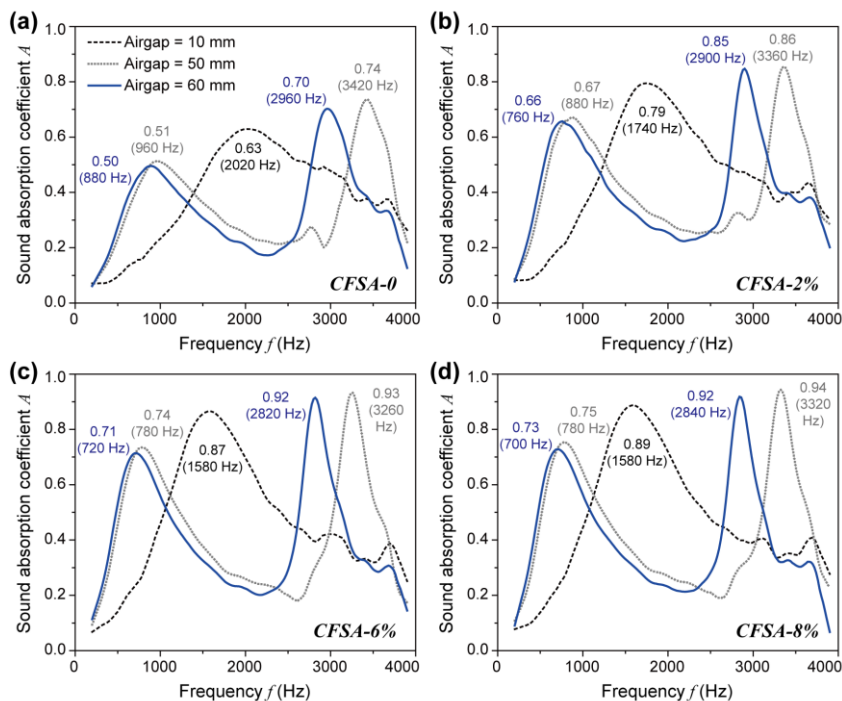 (a)
Airgap = 10 mm
Airgap = 50 mm
Airgap = 60 mm
0.50
(880 Hz)
0.51
(960 Hz)
0.63
(2020 Hz)
0.70
(2960 Hz)
0.74
(3420 Hz)
CFSA-0
Sound absorption coefficient A
1.0
0.8
0.6
0.4
0.2
0.0
0
1000
2000
3000
4000
Frequency f (Hz)
(b)
0.66
(760 Hz)
0.67
(880 Hz)
0.79
(1740 Hz)
0.85
(2900 Hz)
0.86
(3360 Hz)
CFSA-2%
Sound absorption coefficient A
1.0
0.8
0.6
0.4
0.2
0.0
0
1000
2000
3000
4000
Frequency f (Hz)
(c)
0.71
(720 Hz)
0.74
(780 Hz)
0.87
(1580 Hz)
0.92
(2820 Hz)
0.93
(3260
Hz)
CFSA-6%
Sound absorption coefficient A
1.0
0.8
0.6
0.4
0.2
0.0
0
1000
2000
3000
4000
Frequency f (Hz)
(d)
0.73
(700 Hz)
0.75
(780 Hz)
0.89
(1580 Hz)
0.92
(2840 Hz)
0.94
(3320
Hz)
CFSA-8%
Sound absorption coefficient A
1.0
0.8
0.6
0.4
0.2
0.0
0
1000
2000
3000
4000
Frequency f (Hz)